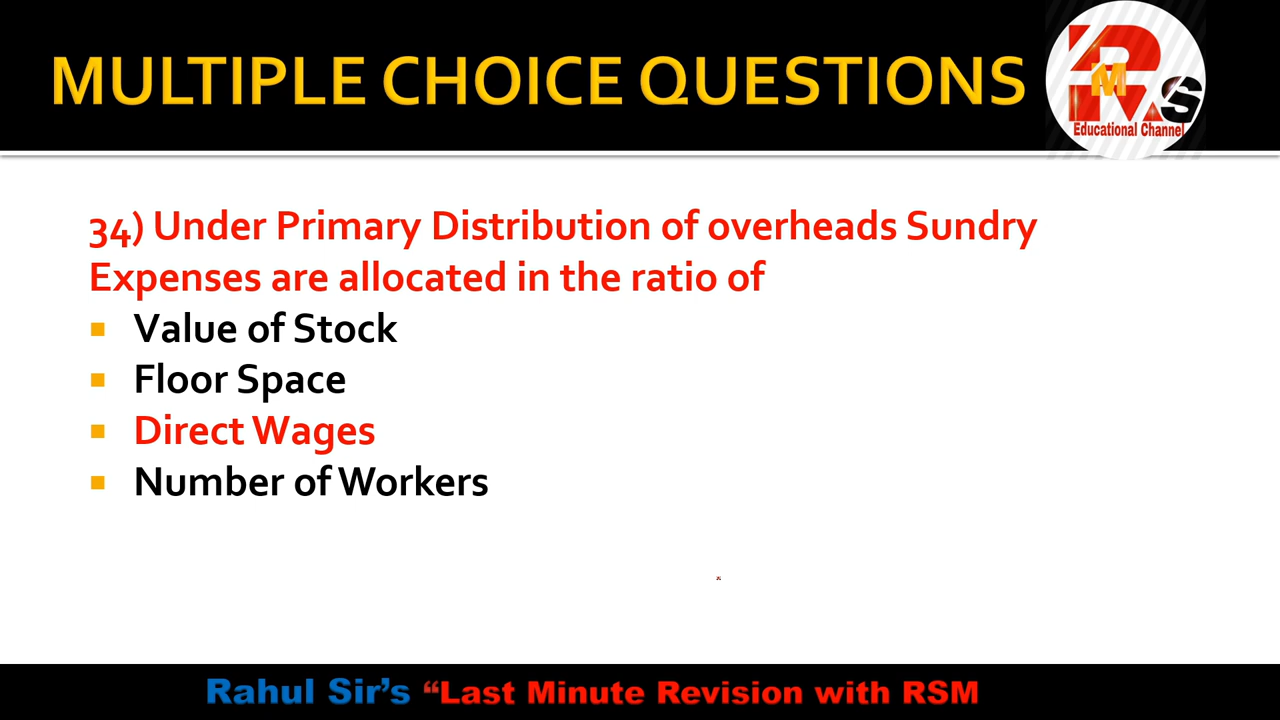 MULTIPLE CHOICE QUESTIONS
RMS
Educational Channel
34) Under Primary Distribution of overheads Sundry
Expenses are allocated in the ratio of
Value of Stock
Floor Space
Direct Wages
Number of Workers
Rahul Sir’s “Last Minute Revision with RSM